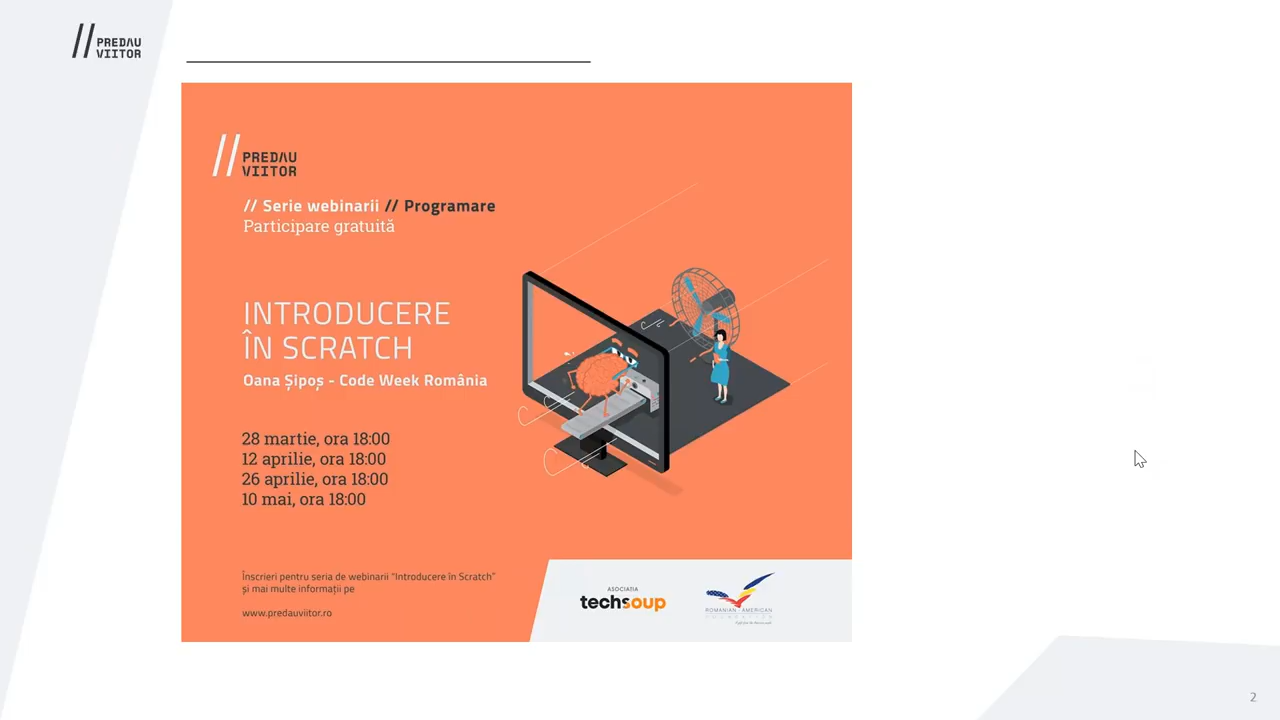 // PREDAU
VIITOR
// PREDAU
VIITOR
// Serie webinarii // Programare
Participare gratuită
INTRODUCERE
ÎN SCRATCH
Oana Șipoș - Code Week România
28 martie, ora 18:00
12 aprilie, ora 18:00
26 aprilie, ora 18:00
10 mai, ora 18:00
Înscrieri pentru seria de webinarii "Introducere în Scratch"
și mai multe informații pe
www.predauviitor.ro
ASOCIAȚIA
techsoup
ROMANIAN - AMERICAN
FOUNDATION
2